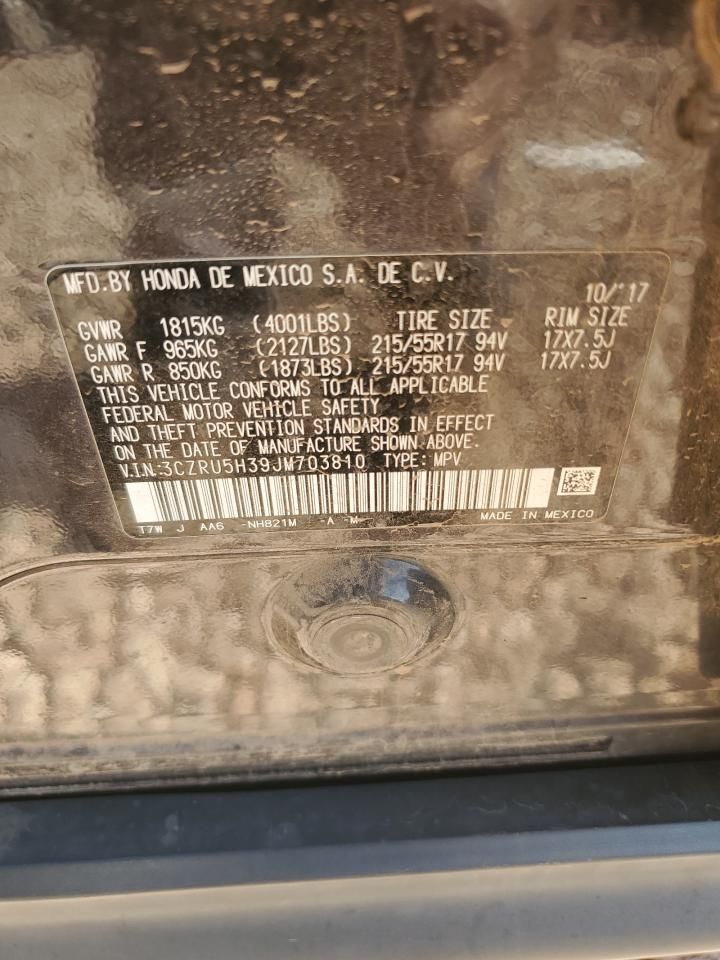 MFD.BY HONDA DE MEXICO S.A. DE C.V.
10/'17
GVWR 1815KG (4001LBS) TIRE SIZE RIM SIZE
GAWR F 965KG (2127LBS) 215/55R17 94V 17X7.5J
GAWR R 850KG (1873LBS) 215/55R17 94V 17X7.5J
THIS VEHICLE CONFORMS TO ALL APPLICABLE
FEDERAL MOTOR VEHICLE SAFETY
AND THEFT PREVENTION STANDARDS IN EFFECT
ON THE DATE OF MANUFACTURE SHOWN ABOVE.
V.I.N:3CZRU5H39JM703810 TYPE: MPV
T7W J AA6 -NH821M -A -M MADE IN MEXICO